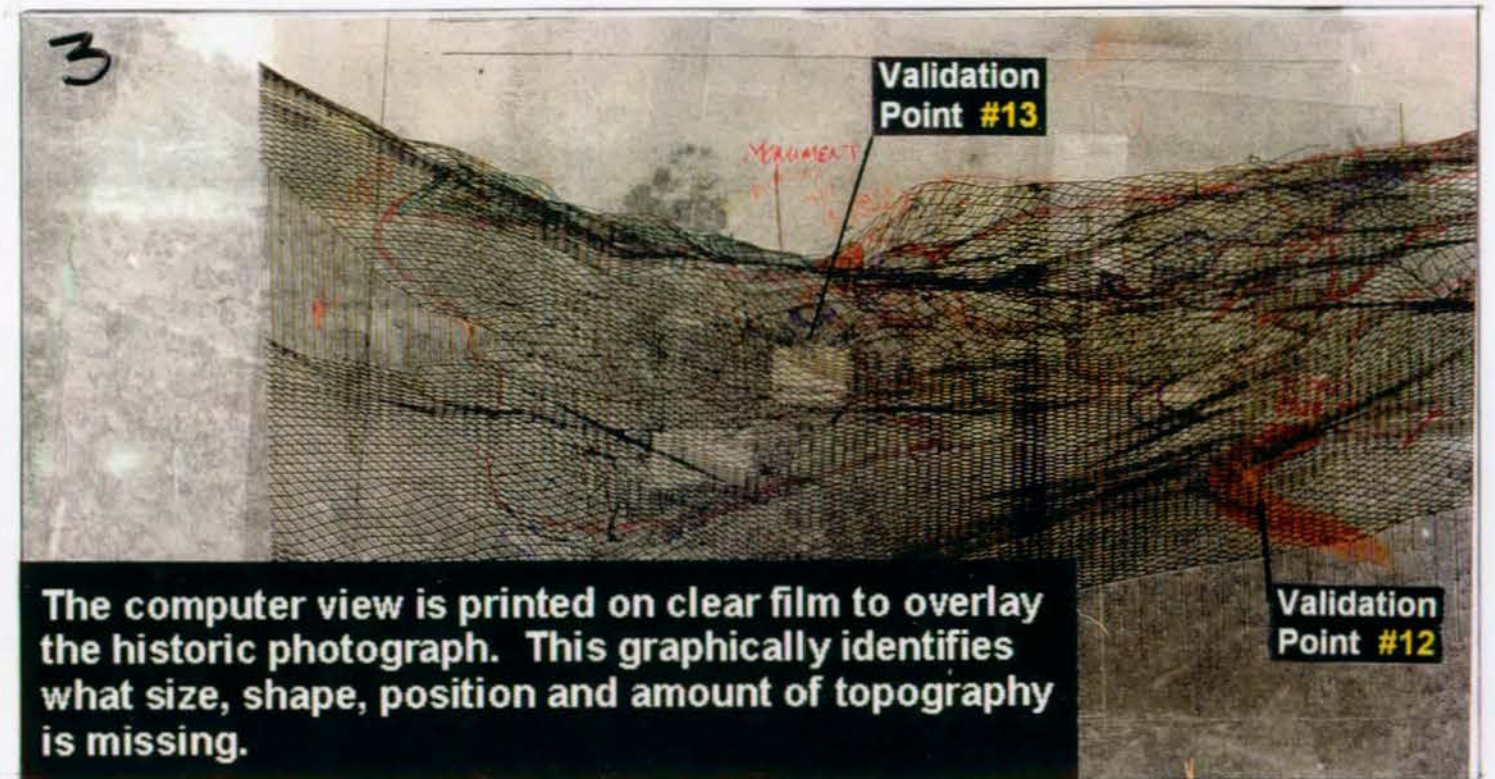 3
Validation
Point #13
MONUMENT
The computer view is printed on clear film to overlay
the historic photograph. This graphically identifies
what size, shape, position and amount of topography
is missing.
Validation
Point #12